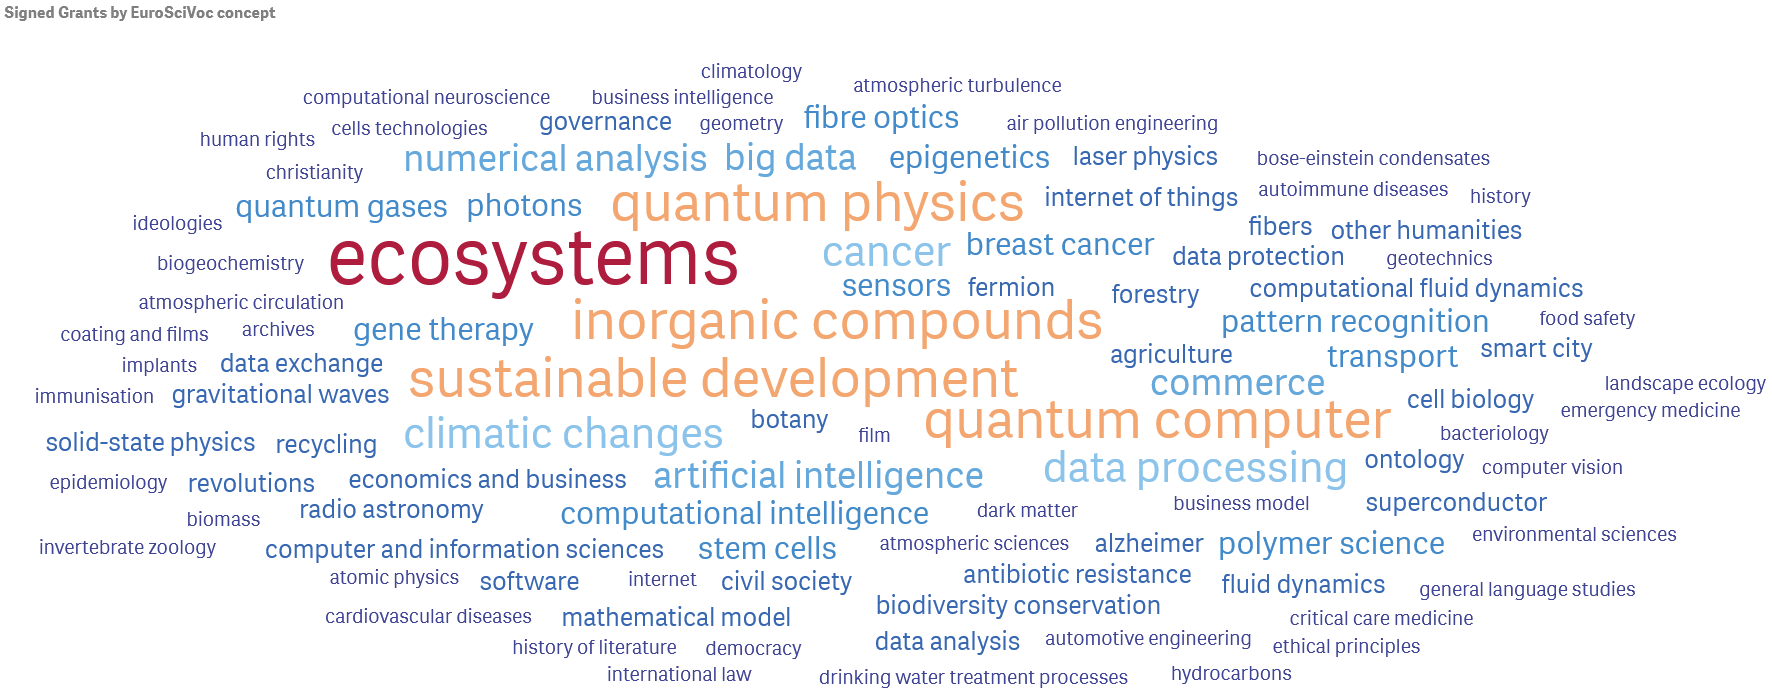 Signed Grants by EuroSciVoc concept
climatology
atmospheric turbulence
computational neuroscience
business intelligence
governance
geometry
fibre optics
air pollution engineering
human rights
cells technologies
christianity
numerical analysis
big data
epigenetics
laser physics
bose-einstein condensates
ideologies
quantum gases
photons
quantum physics
internet of things
autoimmune diseases
history
biogeochemistry
ecosystems
cancer
breast cancer
fibers
other humanities
data protection
geotechnics
atmospheric circulation
sensors
fermion
forestry
computational fluid dynamics
coating and films
archives
gene therapy
inorganic compounds
pattern recognition
food safety
implants
data exchange
agriculture
transport
smart city
immunisation
gravitational waves
sustainable development
commerce
landscape ecology
cell biology
emergency medicine
solid-state physics
recycling
climatic changes
botany
film
quantum computer
bacteriology
epidemiology
revolutions
economics and business
artificial intelligence
data processing
ontology
computer vision
biomass
radio astronomy
computational intelligence
dark matter
business model
superconductor
invertebrate zoology
computer and information sciences
stem cells
atmospheric sciences
alzheimer
polymer science
environmental sciences
atomic physics
software
internet
civil society
antibiotic resistance
fluid dynamics
general language studies
cardiovascular diseases
mathematical model
biodiversity conservation
critical care medicine
history of literature
democracy
data analysis
automotive engineering
ethical principles
international law
drinking water treatment processes
hydrocarbons